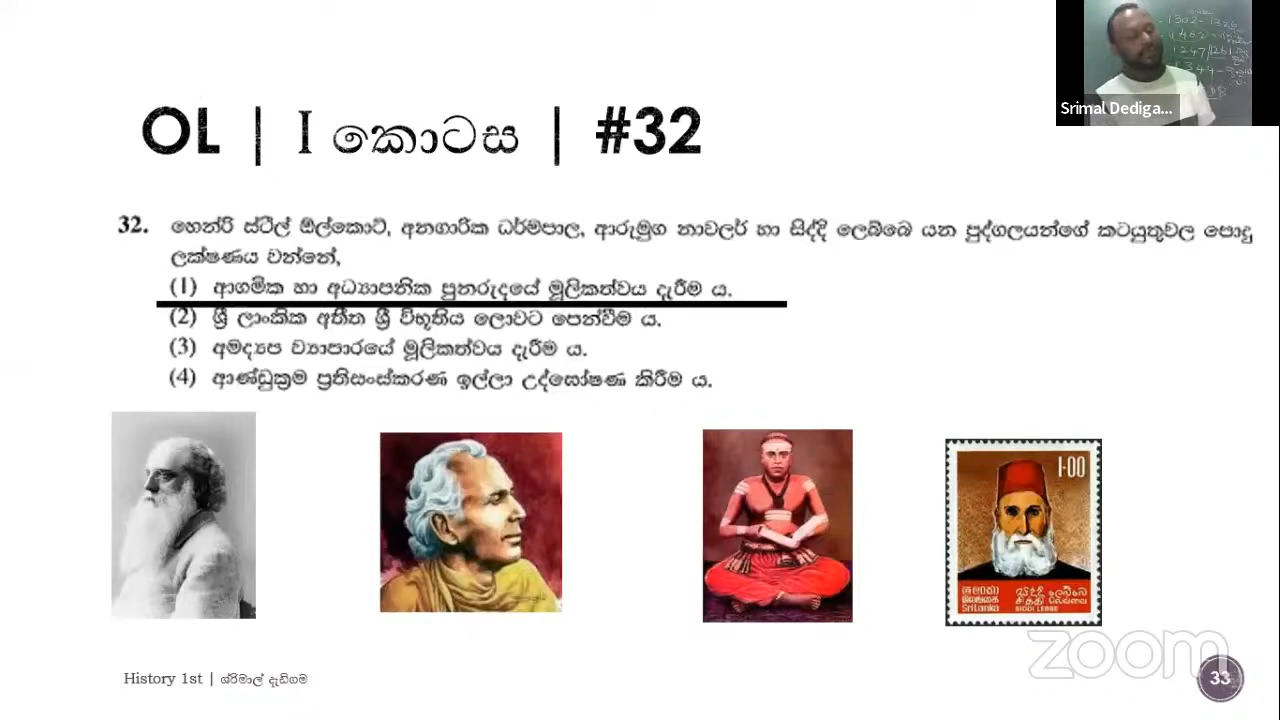 Srimal Dediga...
OL | I කොටස | #32
32. හෙන්රි ස්ටීල් ඕල්කොට්, අනගාරික ධර්මපාල, ආරුමුග නාවලර් හා සිද්දි ලෙබ්බෙ යන පුද්ගලයන්ගේ කටයුතුවල පොදු
ලක්ෂණය වන්නේ,
(1) ආගමික හා අධ්‍යාපනික පුනරුදයේ මූලිකත්වය දැරීම ය.
(2) ශ්‍රී ලාංකික අතීත ශ්‍රී විභූතිය ලොවට පෙන්වීම ය.
(3) අමද්‍යප ව්‍යාපාරයේ මූලිකත්වය දැරීම ය.
(4) ආණ්ඩුක්‍රම ප්‍රතිසංස්කරණ ඉල්ලා උද්ඝෝෂණ කිරීම ය.
1·00
ශ්‍රී ලංකා
இலங்கை
Sri Lanka
සිද්දි ලෙබ්බෙ
சித்தி லெவ்வை
SIDDI LEBBE
zoom
History 1st | ශ්රිමාල් දැඩිගම
33